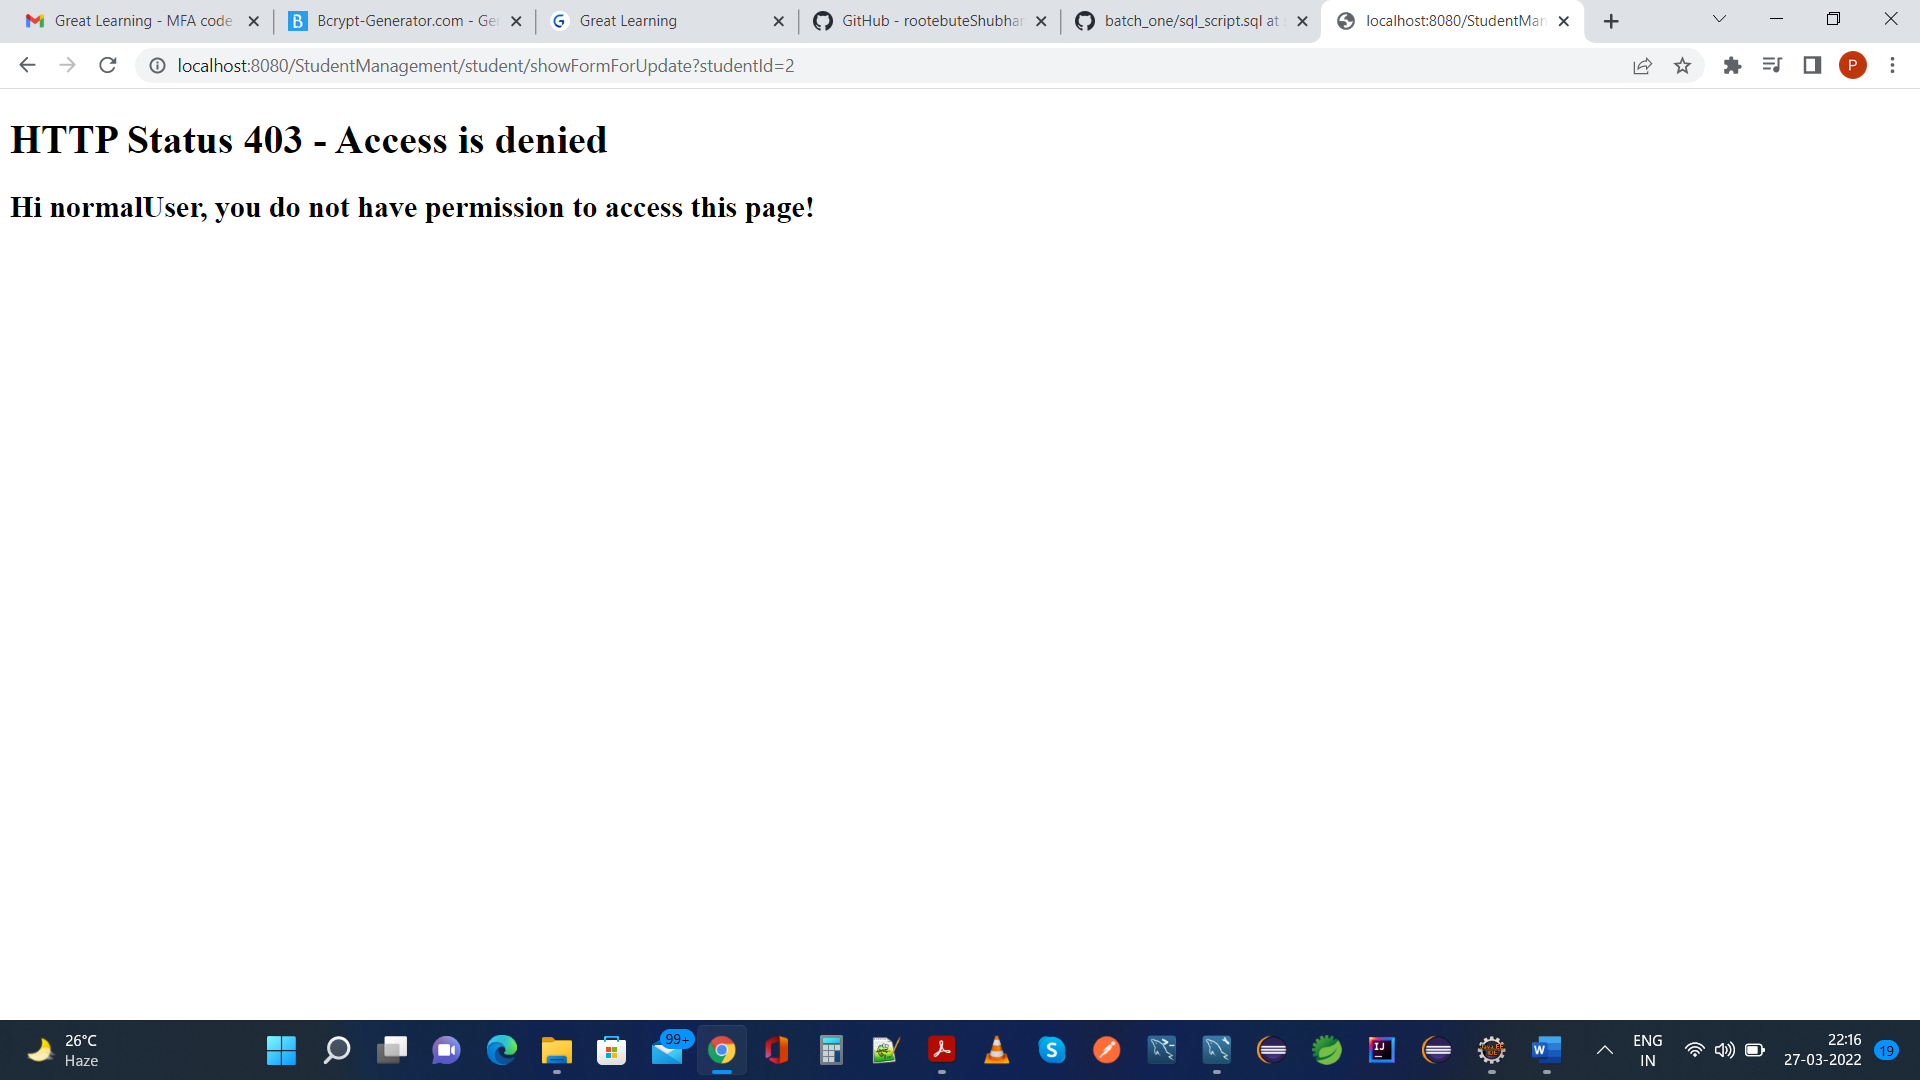 Great Learning - MFA code
Bcrypt-Generator.com - Ge
Great Learning
GitHub - rootebuteShubhar
batch_one/sql_script.sql at
localhost:8080/StudentMan
localhost:8080/StudentManagement/student/showFormForUpdate?studentId=2
P
HTTP Status 403 - Access is denied
Hi normalUser, you do not have permission to access this page!
26°C
Haze
99+
ENG
IN
22:16
27-03-2022
19